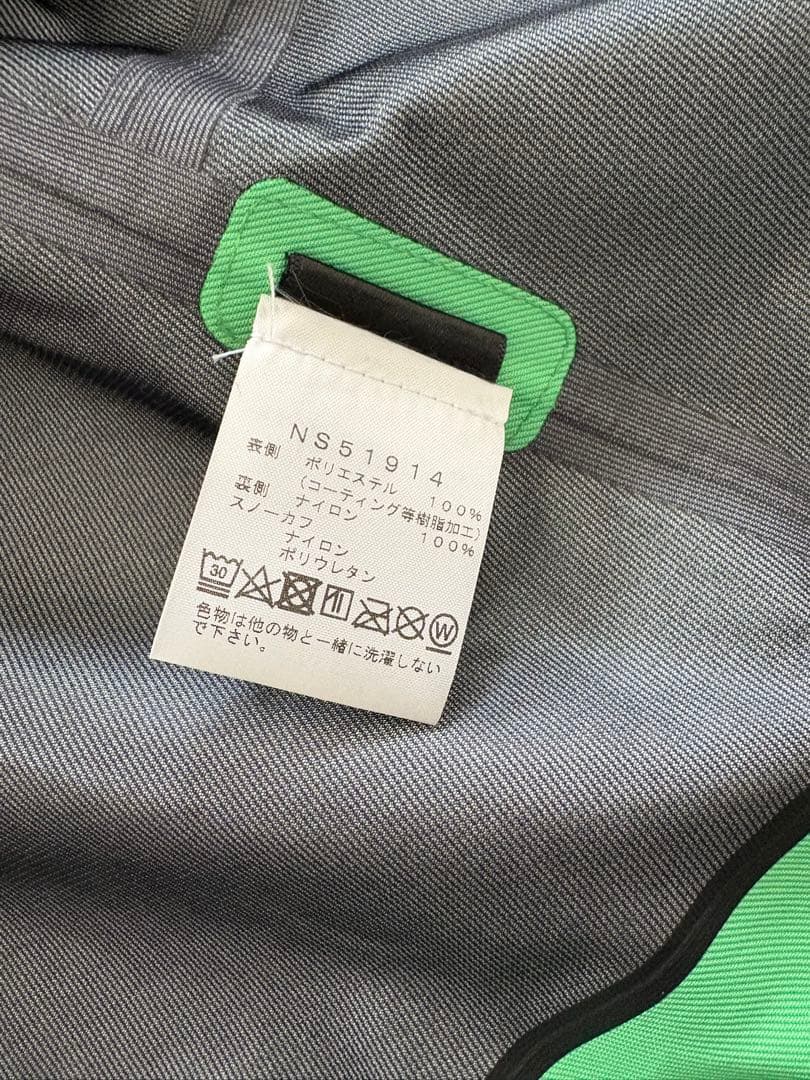 NS51914
表側 ポリエステル 100%
(コーティング等樹脂加工)
裏側 ナイロン 100%
スノーカフ
ナイロン
ポリウレタン
30 W
色物は他の物と一緒に洗濯しない
で下さい。